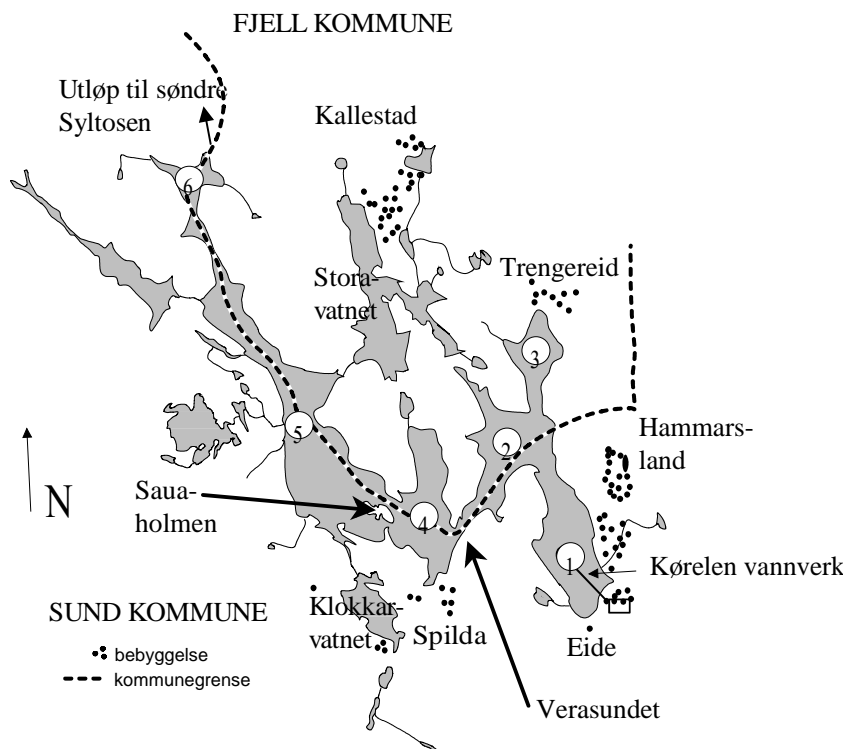 FJELL KOMMUNE
Utløp til søndre
Syltosen
Kallestad
6
Stora-
vatnet
Trengereid
3
5
2
Hammars-
land
N
Saua-
holmen
4
1
Kørelen vannverk
SUND KOMMUNE
Klokkar-
vatnet
Spilda
Eide
bebyggelse
kommunegrense
Verasundet